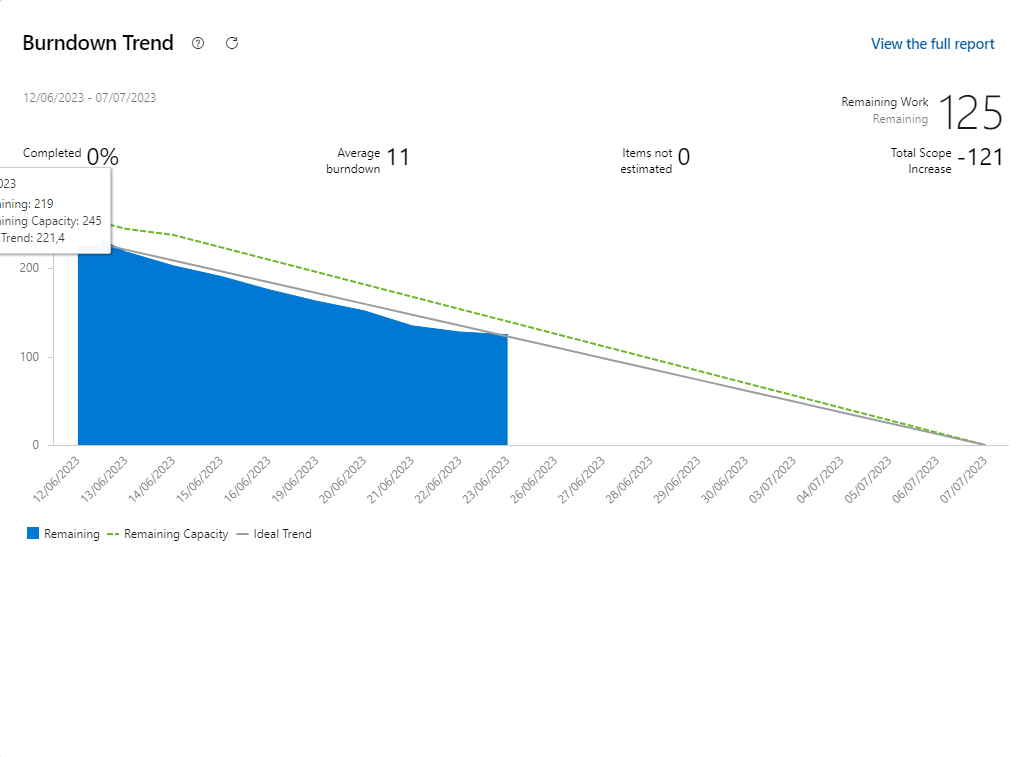 Burndown Trend
View the full report
12/06/2023 - 07/07/2023
Remaining Work
Remaining
125
Completed 0%
Average
burndown
11
Items not
estimated
0
Total Scope
Increase
-121
023
ining: 219
ining Capacity: 245
Trend: 221,4
200
100
0
12/06/2023
13/06/2023
14/06/2023
15/06/2023
16/06/2023
19/06/2023
20/06/2023
21/06/2023
22/06/2023
23/06/2023
26/06/2023
27/06/2023
28/06/2023
29/06/2023
30/06/2023
03/07/2023
04/07/2023
05/07/2023
06/07/2023
07/07/2023
Remaining
Remaining Capacity
Ideal Trend